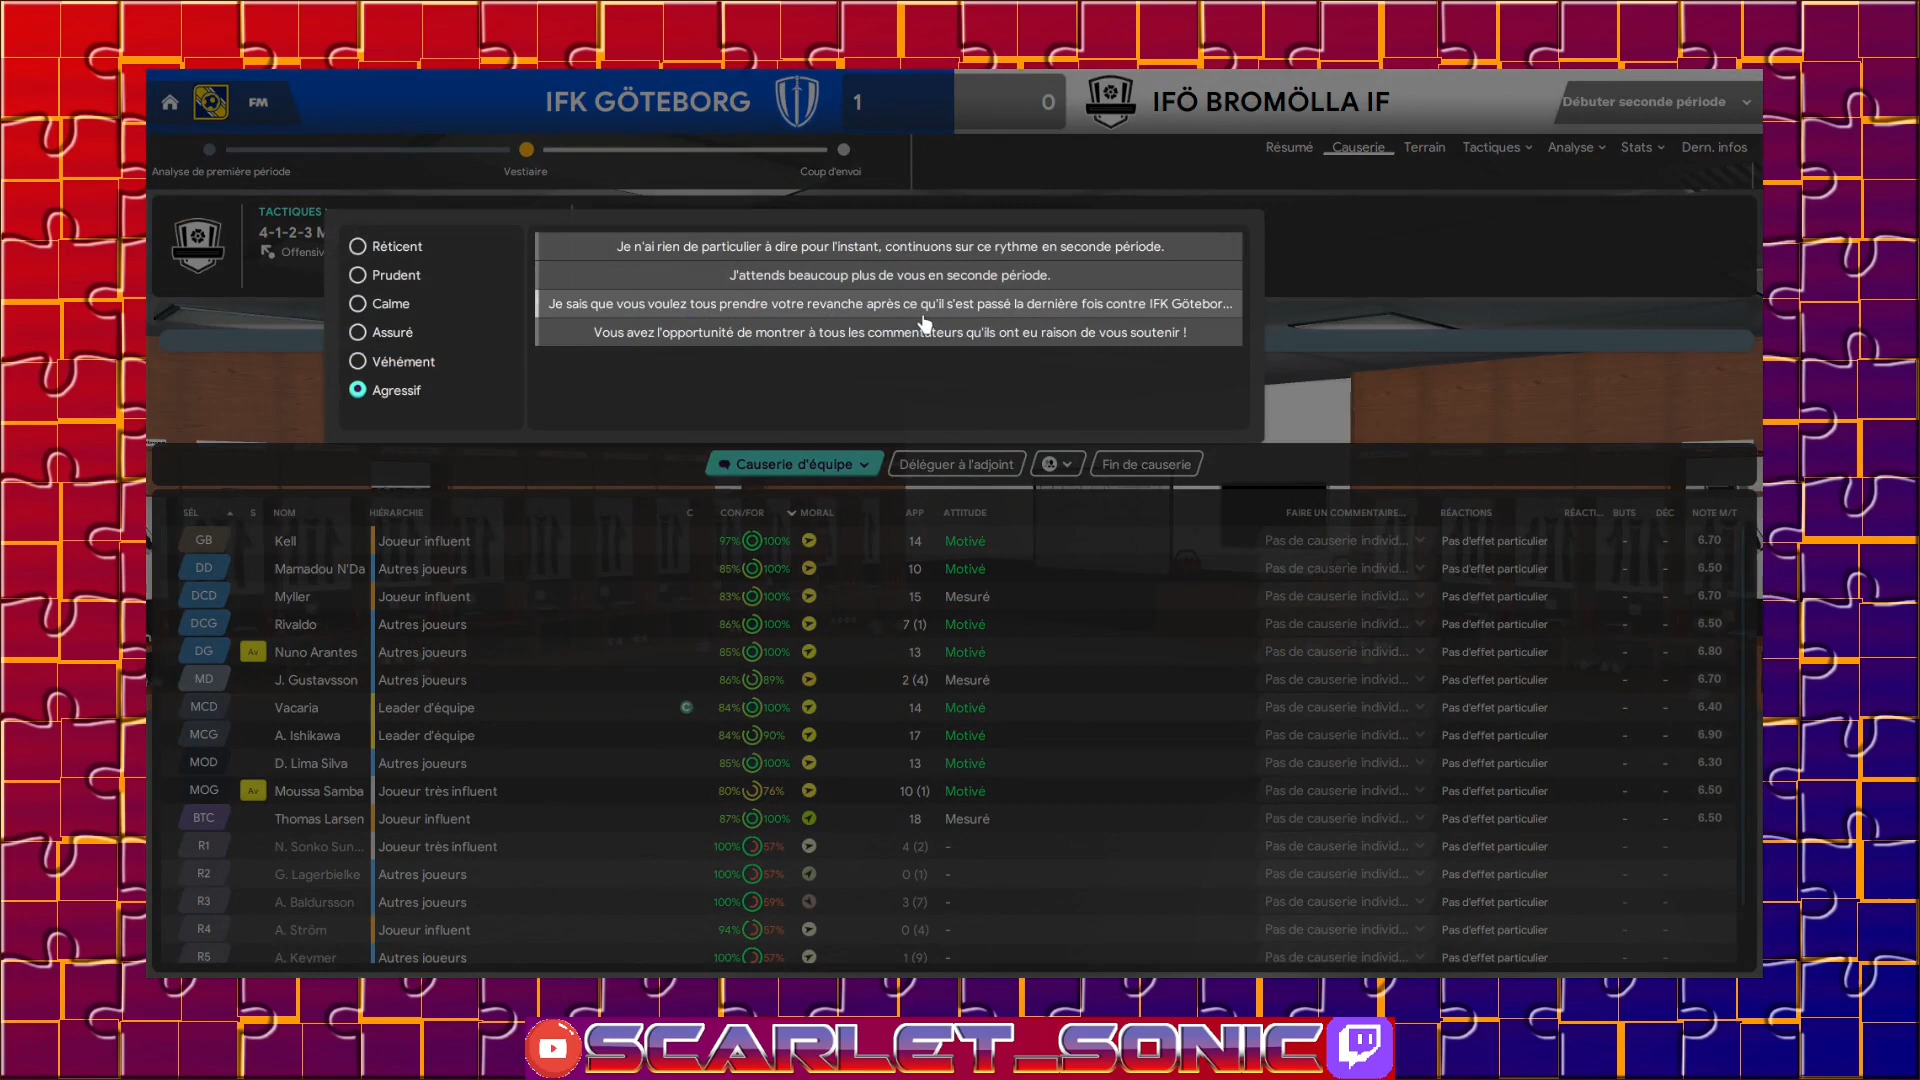 FM
IFK GÖTEBORG
1
0
IFÖ BROMÖLLA IF
Débuter seconde période
Analyse de première période
Vestiaire
Coup d'envoi
Résumé
Causerie
Terrain
Tactiques
Analyse
Stats
Dern. infos
TACTIQUES
4-1-2-3 M
Offensiv
Réticent
Prudent
Calme
Assuré
Véhément
Agressif
Je n'ai rien de particulier à dire pour l'instant, continuons sur ce rythme en seconde période.
J'attends beaucoup plus de vous en seconde période.
Je sais que vous voulez tous prendre votre revanche après ce qu'il s'est passé la dernière fois contre IFK Götebor...
Vous avez l'opportunité de montrer à tous les commentateurs qu'ils ont eu raison de vous soutenir !
Causerie d'équipe
Déléguer à l'adjoint
Fin de causerie
SÉL S NOM HIÉRARCHIE C CON/FOR MORAL APP ATTITUDE FAIRE UN COMMENTAIRE... RÉACTIONS RÉACTI... BUTS DÉC NOTE M/T
GB Kell Joueur influent 97% 100% 14 Motivé Pas de causerie individ... Pas d'effet particulier - - 6.70
DD Mamadou N'Da Autres joueurs 85% 100% 10 Motivé Pas de causerie individ... Pas d'effet particulier - - 6.50
DCD Myller Joueur influent 83% 100% 15 Mesuré Pas de causerie individ... Pas d'effet particulier - - 6.70
DCG Rivaldo Autres joueurs 86% 100% 7 (1) Motivé Pas de causerie individ... Pas d'effet particulier - - 6.50
DG Av Nuno Arantes Autres joueurs 85% 100% 13 Motivé Pas de causerie individ... Pas d'effet particulier - - 6.80
MD J. Gustavsson Autres joueurs 86% 89% 2 (4) Mesuré Pas de causerie individ... Pas d'effet particulier - - 6.70
MCD Vacaria Leader d'équipe C 84% 100% 14 Motivé Pas de causerie individ... Pas d'effet particulier - - 6.40
MCG A. Ishikawa Leader d'équipe 84% 90% 17 Motivé Pas de causerie individ... Pas d'effet particulier - - 6.90
MOD D. Lima Silva Autres joueurs 85% 100% 13 Motivé Pas de causerie individ... Pas d'effet particulier - - 6.30
MOG Av Moussa Samba Joueur très influent 80% 76% 10 (1) Motivé Pas de causerie individ... Pas d'effet particulier - - 6.50
BTC Thomas Larsen Joueur influent 87% 100% 18 Mesuré Pas de causerie individ... Pas d'effet particulier - - 6.50
R1 N. Sonko Sun... Joueur très influent 100% 57% 4 (2) - Pas de causerie individ... Pas d'effet particulier - -
R2 G. Lagerbielke Autres joueurs 100% 57% 0 (1) - Pas de causerie individ... Pas d'effet particulier - -
R3 A. Baldursson Autres joueurs 100% 59% 3 (7) - Pas de causerie individ... Pas d'effet particulier - -
R4 A. Ström Joueur influent 94% 57% 0 (4) - Pas de causerie individ... Pas d'effet particulier - -
R5 A. Keymer Autres joueurs 100% 57% 1 (9) - Pas de causerie individ... Pas d'effet particulier - -
SCARLET_SONIC